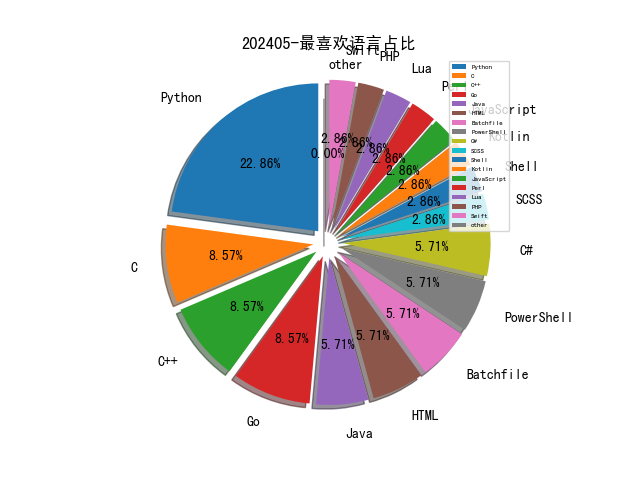 202405-最喜欢语言占比
Swift
PHP
other
Lua
Perl
JavaScript
Kotlin
Shell
SCSS
C#
PowerShell
Batchfile
HTML
Java
Go
C++
C
Python
22.86%
8.57%
8.57%
8.57%
5.71%
5.71%
5.71%
5.71%
5.71%
2.86%
2.86%
2.86%
2.86%
2.86%
2.86%
2.86%
2.86%
0.00%
Python
C
C++
Go
Java
HTML
Batchfile
PowerShell
C#
SCSS
Shell
Kotlin
JavaScript
Perl
Lua
PHP
Swift
other